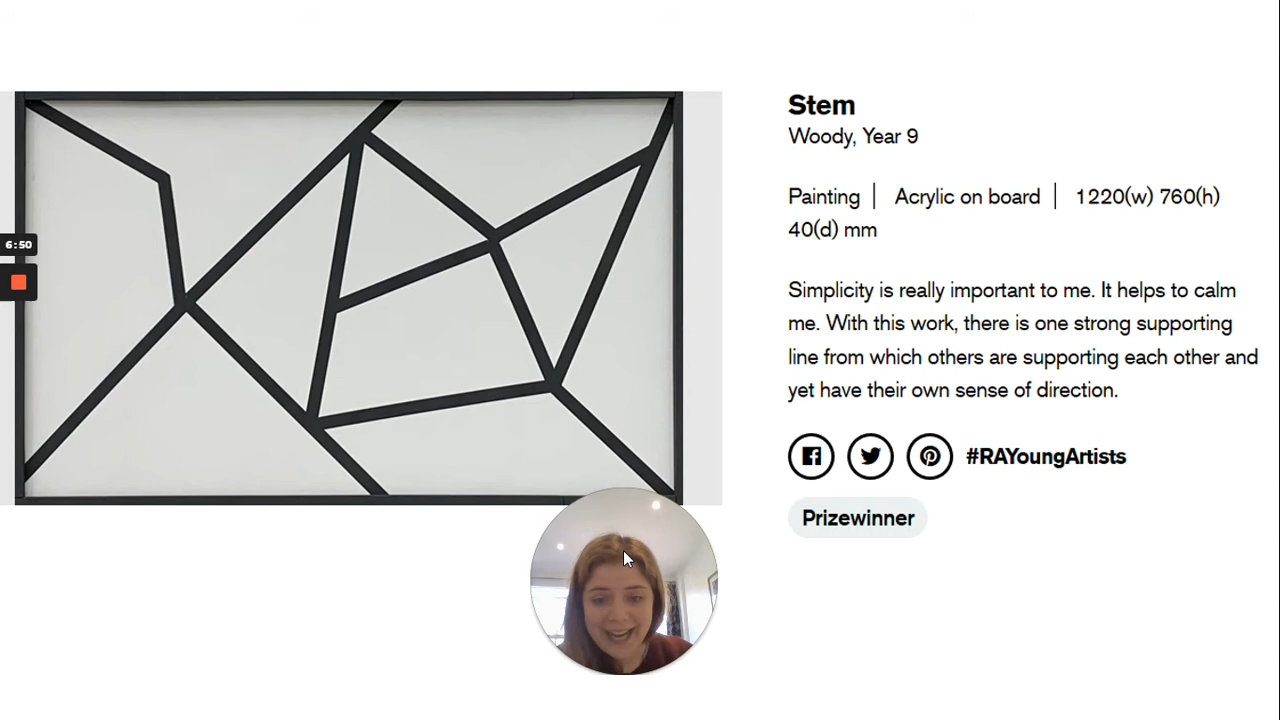 Stem
Woody, Year 9
Painting | Acrylic on board | 1220(w) 760(h)
40(d) mm
6:50
Simplicity is really important to me. It helps to calm
me. With this work, there is one strong supporting
line from which others are supporting each other and
yet have their own sense of direction.
#RAYoungArtists
Prizewinner